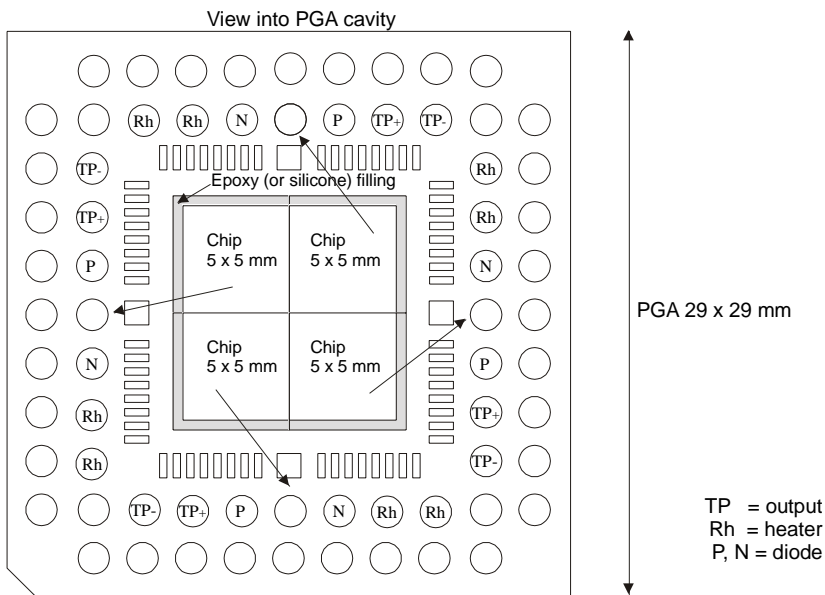 View into PGA cavity
Rh Rh N P TP+ TP-
TP- Rh
Epoxy (or silicone) filling
TP+ Rh
Chip Chip
5 x 5 mm 5 x 5 mm
P N
PGA 29 x 29 mm
Chip Chip
5 x 5 mm 5 x 5 mm
N P
Rh TP+
Rh TP-
TP- TP+ P N Rh Rh
TP = output
Rh = heater
P, N = diode